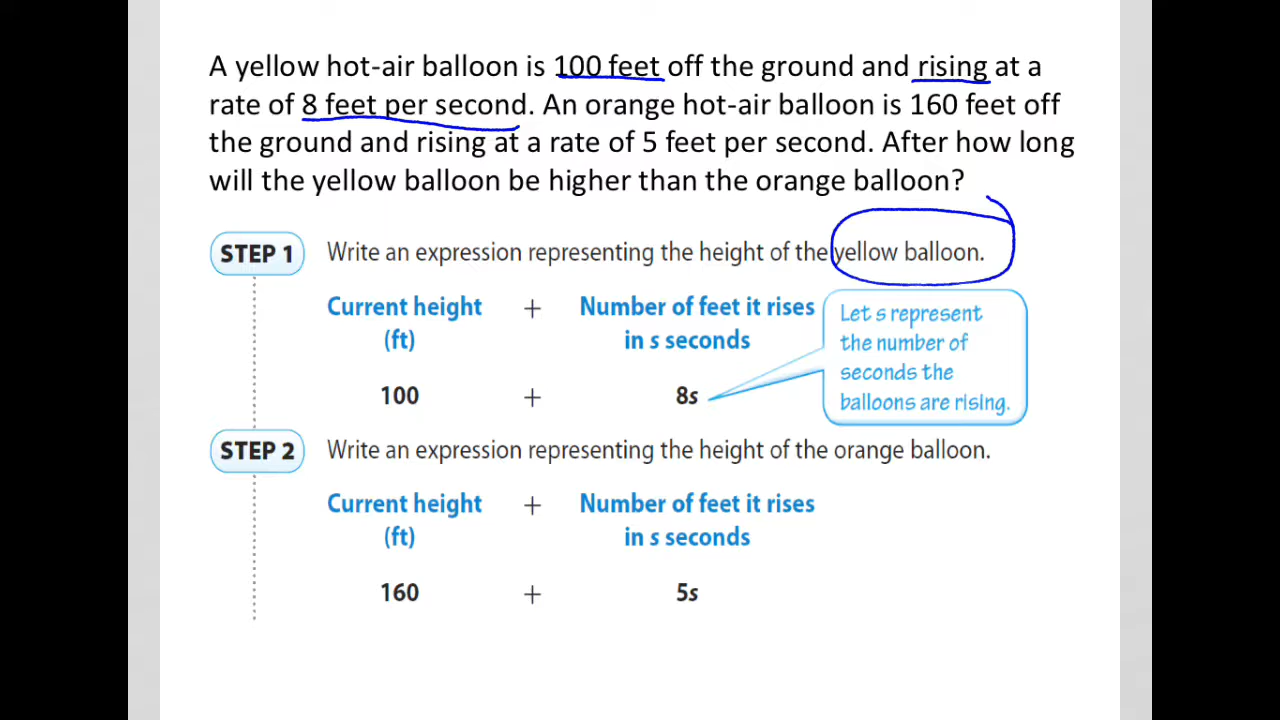 A yellow hot-air balloon is 100 feet off the ground and rising at a
rate of 8 feet per second. An orange hot-air balloon is 160 feet off
the ground and rising at a rate of 5 feet per second. After how long
will the yellow balloon be higher than the orange balloon?
STEP 1 Write an expression representing the height of the yellow balloon.
Current height + Number of feet it rises
(ft) in s seconds
100 + 8s
Let s represent
the number of
seconds the
balloons are rising.
STEP 2 Write an expression representing the height of the orange balloon.
Current height + Number of feet it rises
(ft) in s seconds
160 + 5s